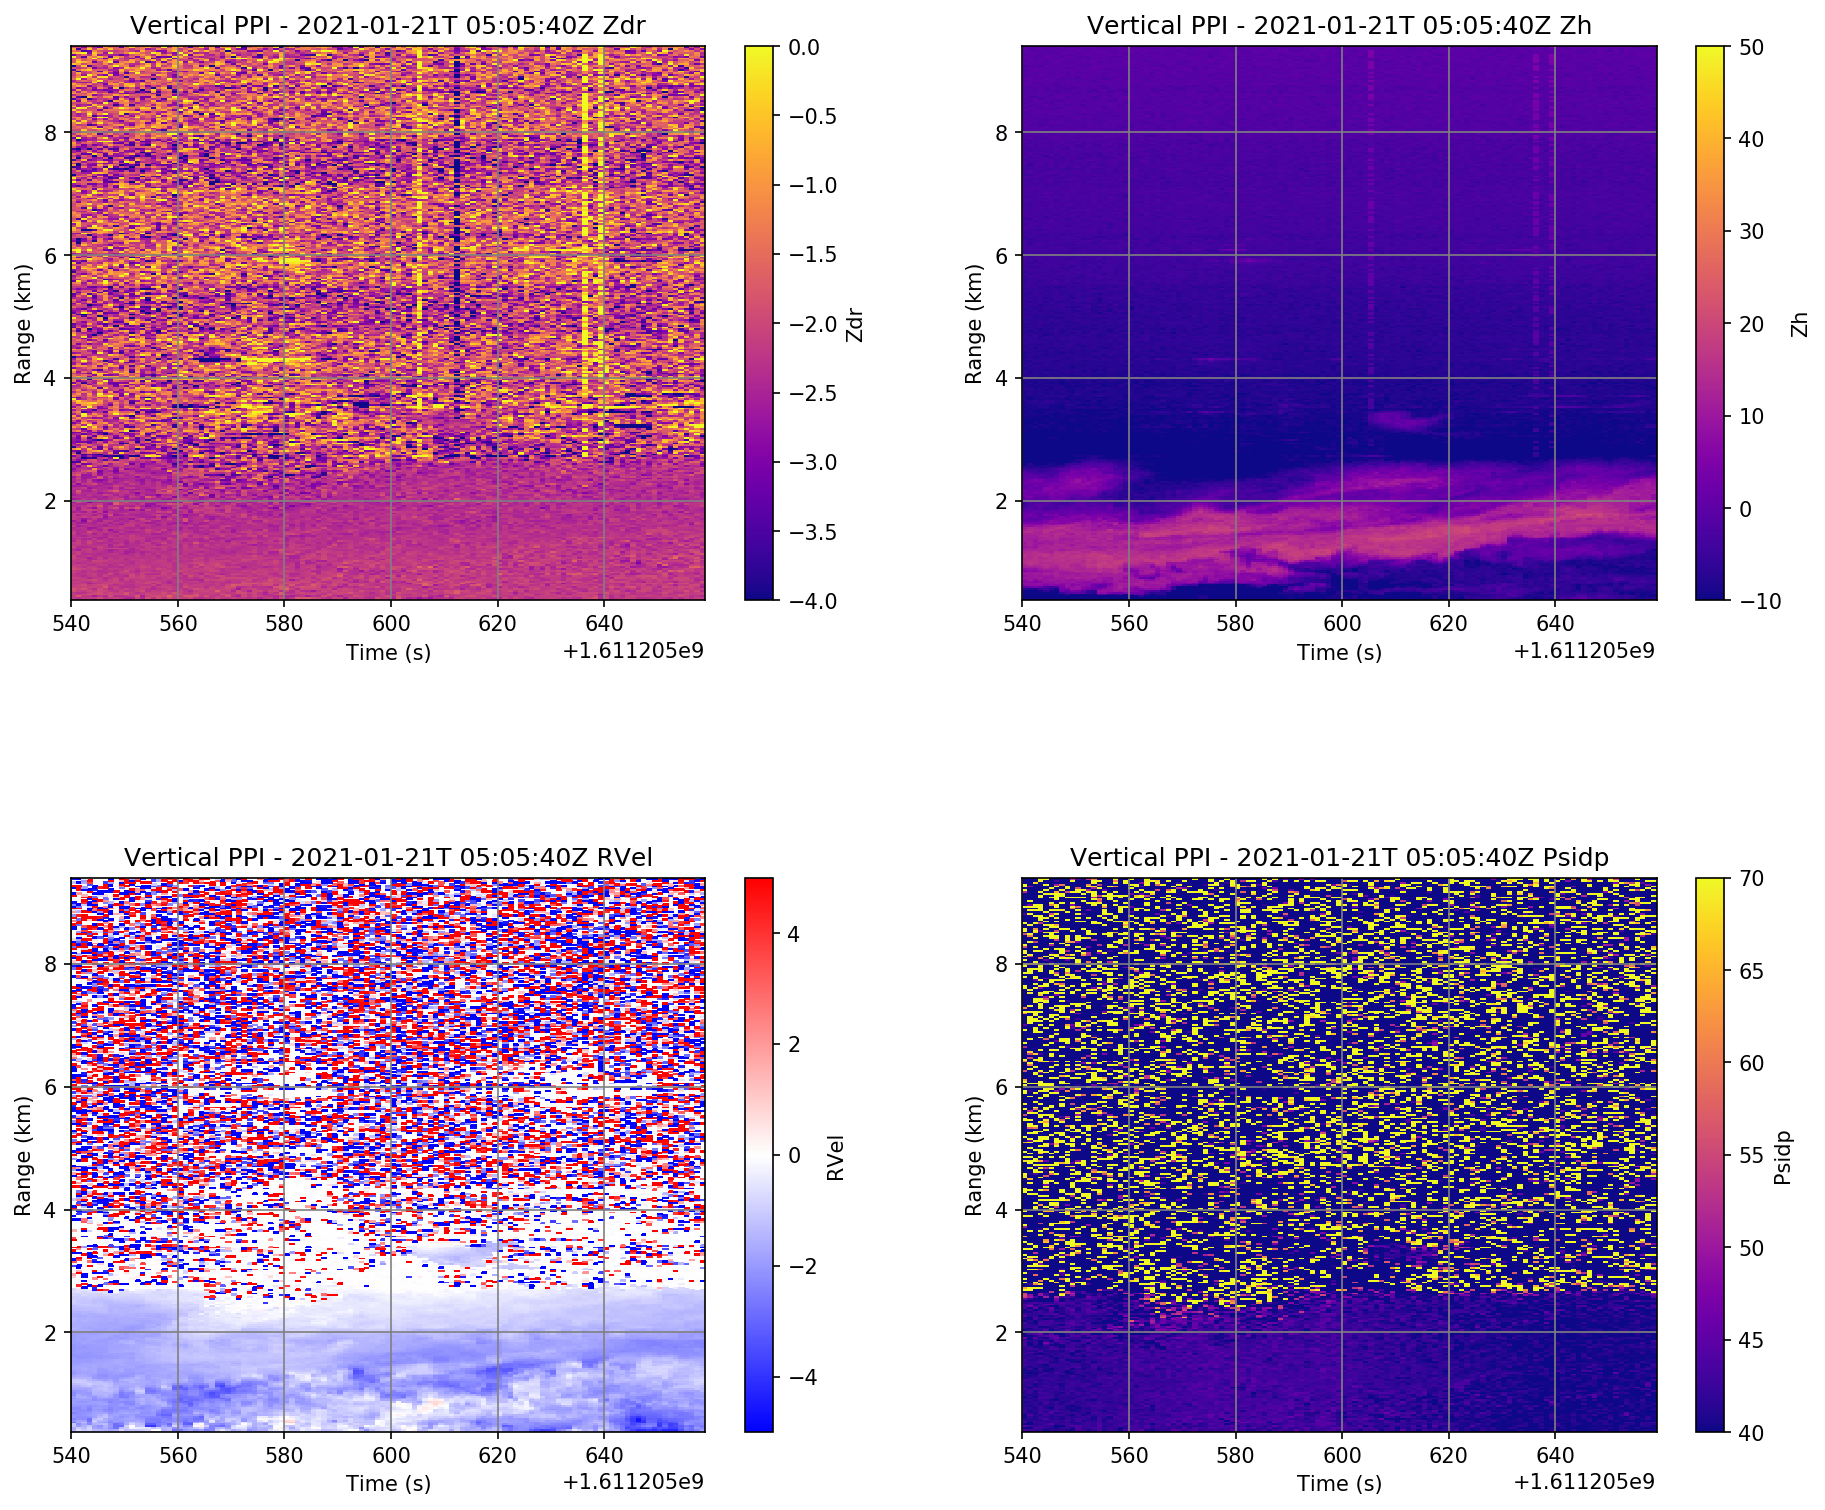 Vertical PPI - 2021-01-21T 05:05:40Z Zdr
Range (km)
8
6
4
2
540 560 580 600 620 640
Time (s)
+1.611205e9
0.0
−0.5
−1.0
−1.5
−2.0
−2.5
−3.0
−3.5
−4.0
Zdr
Vertical PPI - 2021-01-21T 05:05:40Z Zh
Range (km)
8
6
4
2
540 560 580 600 620 640
Time (s)
+1.611205e9
50
40
30
20
10
0
−10
Zh
Vertical PPI - 2021-01-21T 05:05:40Z RVel
Range (km)
8
6
4
2
540 560 580 600 620 640
Time (s)
+1.611205e9
4
2
0
−2
−4
RVel
Vertical PPI - 2021-01-21T 05:05:40Z Psidp
Range (km)
8
6
4
2
540 560 580 600 620 640
Time (s)
+1.611205e9
70
65
60
55
50
45
40
Psidp